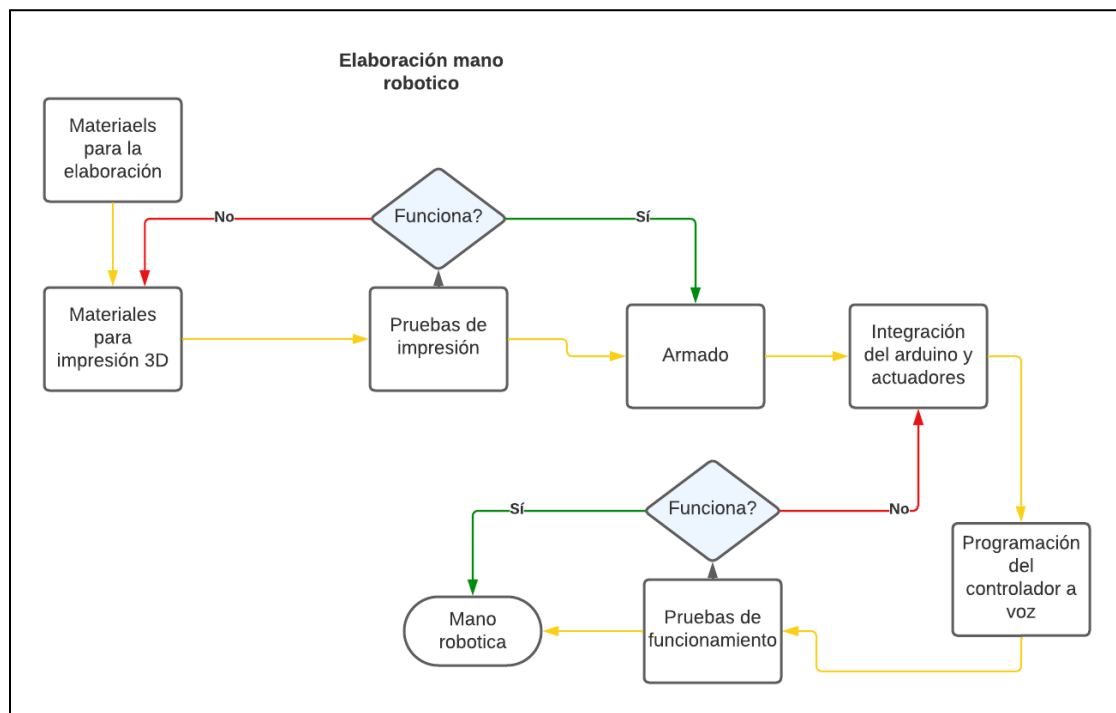 Elaboración mano
robotico
Materiaels
para la
elaboración
Funciona?
No
Sí
Materiales
para
impresión 3D
Pruebas de
impresión
Armado
Integración
del arduino y
actuadores
Funciona?
Sí
No
Programación
del
controlador a
voz
Pruebas de
funcionamiento
Mano
robotica